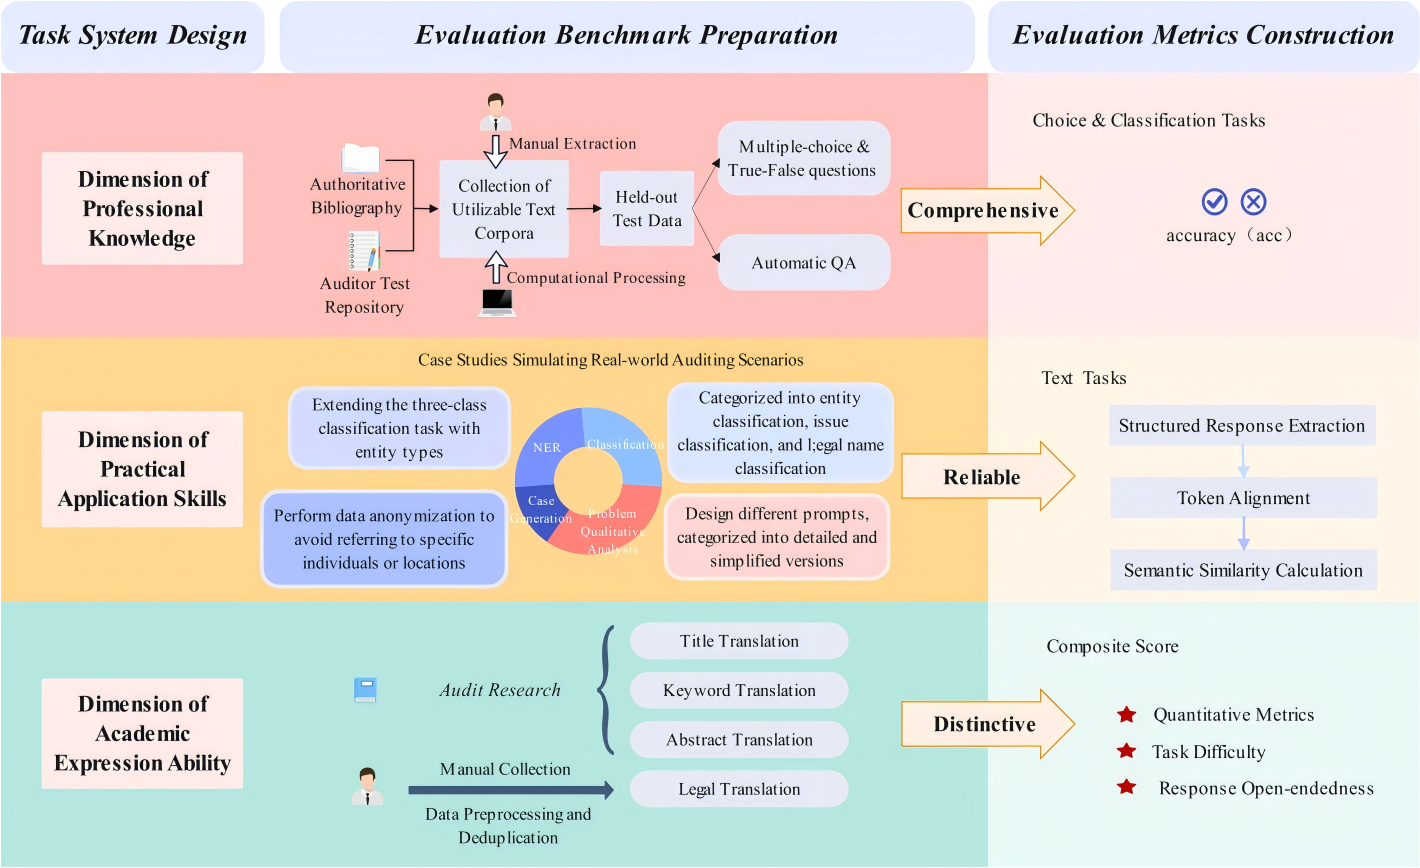 Task System Design
Evaluation Benchmark Preparation
Evaluation Metrics Construction
Dimension of
Professional
Knowledge
Authoritative
Bibliography
Auditor Test
Repository
Manual Extraction
Collection of
Utilizable Text
Corpora
Computational Processing
Held-out
Test Data
Multiple-choice &
True-False questions
Automatic QA
Comprehensive
Choice & Classification Tasks
accuracy（acc）
Dimension of
Practical
Application Skills
Case Studies Simulating Real-world Auditing Scenarios
Extending the three-class
classification task with
entity types
Perform data anonymization to
avoid referring to specific
individuals or locations
NER
Classification
Case
Generation
Problem
Qualitative
Analysis
Categorized into entity
classification, issue
classification, and l;egal name
classification
Design different prompts,
categorized into detailed and
simplified versions
Reliable
Text Tasks
Structured Response Extraction
Token Alignment
Semantic Similarity Calculation
Dimension of
Academic
Expression Ability
Audit Research
Title Translation
Keyword Translation
Abstract Translation
Manual Collection
Data Preprocessing and
Deduplication
Legal Translation
Distinctive
Composite Score
Quantitative Metrics
Task Difficulty
Response Open-endedness